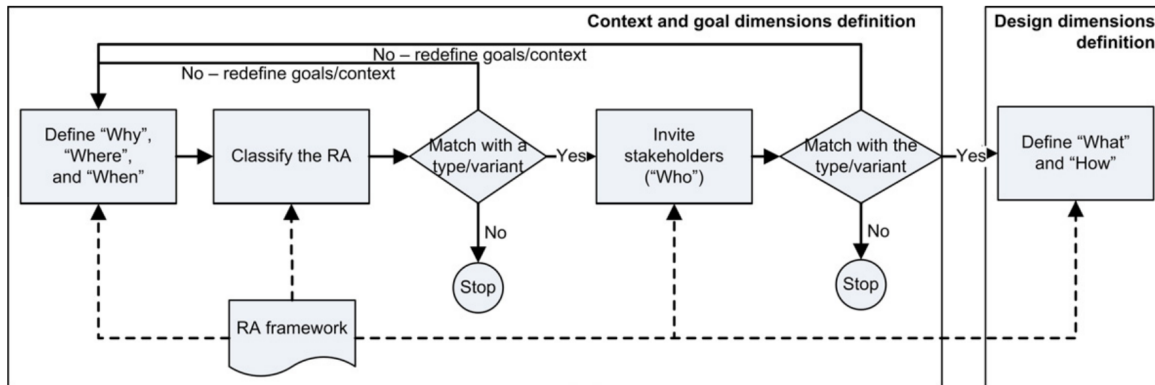 Context and goal dimensions definition
Design dimensions
definition
No – redefine goals/context
No – redefine goals/context
Define “Why”,
“Where”,
and “When”
Classify the RA
Match with a
type/variant
Yes
Invite
stakeholders
(“Who”)
Match with the
type/variant
Yes
Define “What”
and “How”
No
No
Stop
Stop
RA framework